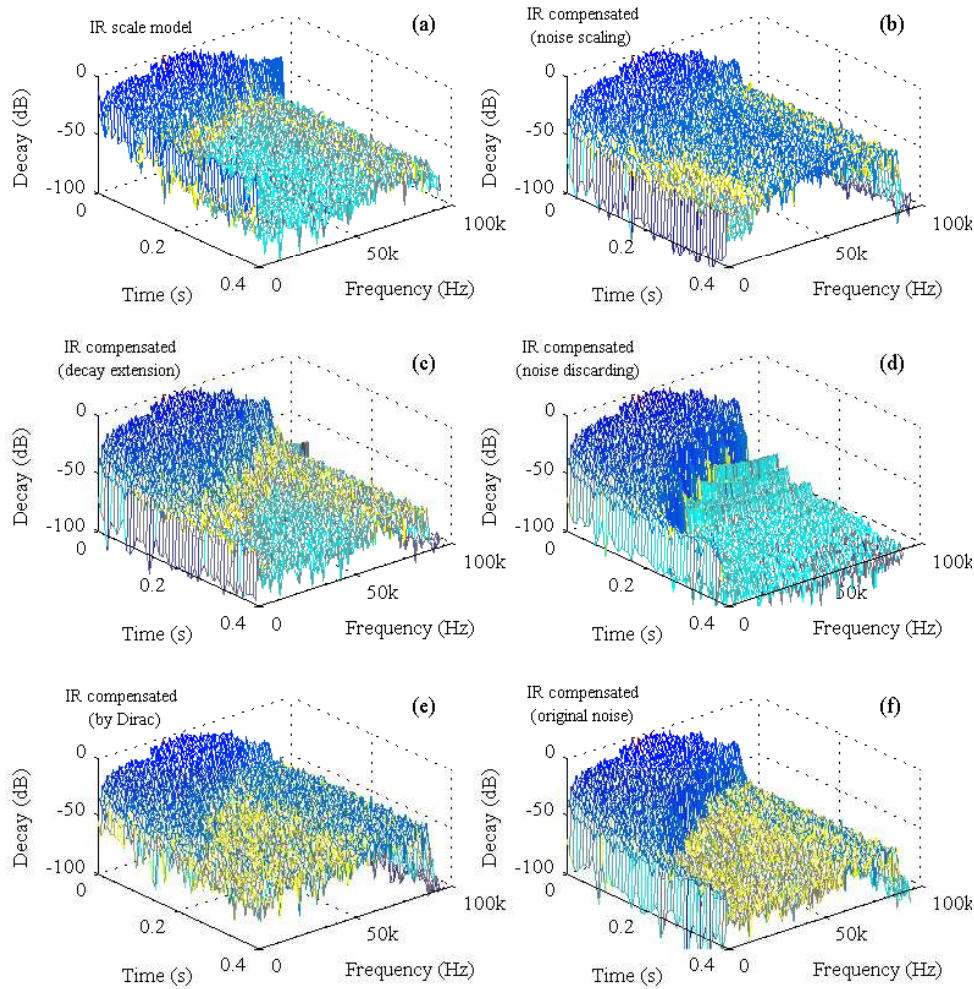 IR scale model
(a)
0
-50
-100
Decay (dB)
0
0.2
0.4
Time (s)
0
50k
100k
Frequency (Hz)
IR compensated
(noise scaling)
(b)
0
-50
-100
Decay (dB)
0
0.2
0.4
Time (s)
0
50k
100k
Frequency (Hz)
IR compensated
(decay extension)
(c)
0
-50
-100
Decay (dB)
0
0.2
0.4
Time (s)
0
50k
100k
Frequency (Hz)
IR compensated
(noise discarding)
(d)
0
-50
-100
Decay (dB)
0
0.2
0.4
Time (s)
0
50k
100k
Frequency (Hz)
IR compensated
(by Dirac)
(e)
0
-50
-100
Decay (dB)
0
0.2
0.4
Time (s)
0
50k
100k
Frequency (Hz)
IR compensated
(original noise)
(f)
0
-50
-100
Decay (dB)
0
0.2
0.4
Time (s)
0
50k
100k
Frequency (Hz)